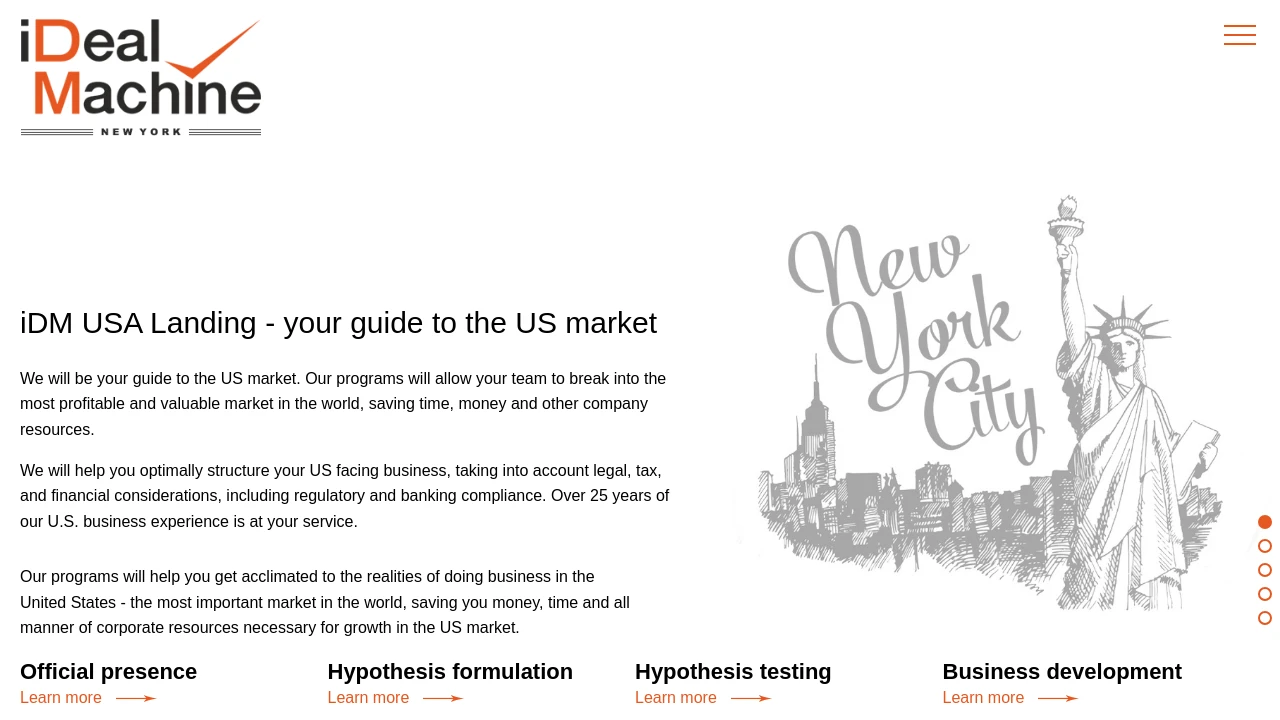 iDeal
Machine
NEW YORK
New
York
City
iDM USA Landing - your guide to the US market
We will be your guide to the US market. Our programs will allow your team to break into the
most profitable and valuable market in the world, saving time, money and other company
resources.
We will help you optimally structure your US facing business, taking into account legal, tax,
and financial considerations, including regulatory and banking compliance. Over 25 years of
our U.S. business experience is at your service.
Our programs will help you get acclimated to the realities of doing business in the
United States - the most important market in the world, saving you money, time and all
manner of corporate resources necessary for growth in the US market.
Official presence
Learn more
Hypothesis formulation
Learn more
Hypothesis testing
Learn more
Business development
Learn more